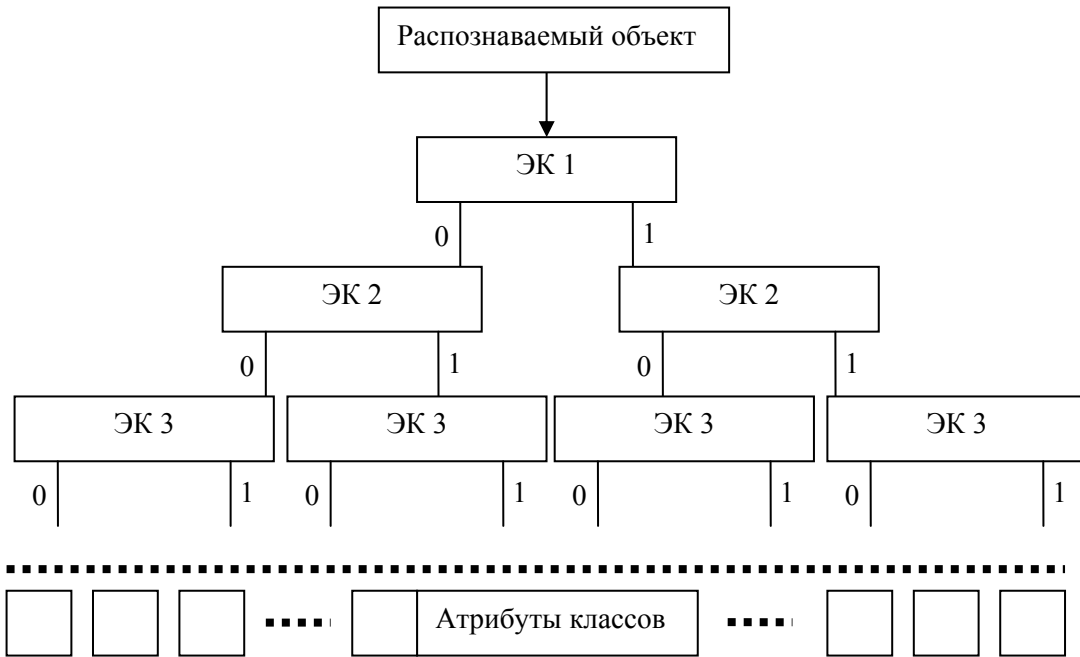 Распознаваемый объект
ЭК 1
0 1
ЭК 2 ЭК 2
0 1 0 1
ЭК 3 ЭК 3 ЭК 3 ЭК 3
0 1 0 1 0 1 0 1
Атрибуты классов